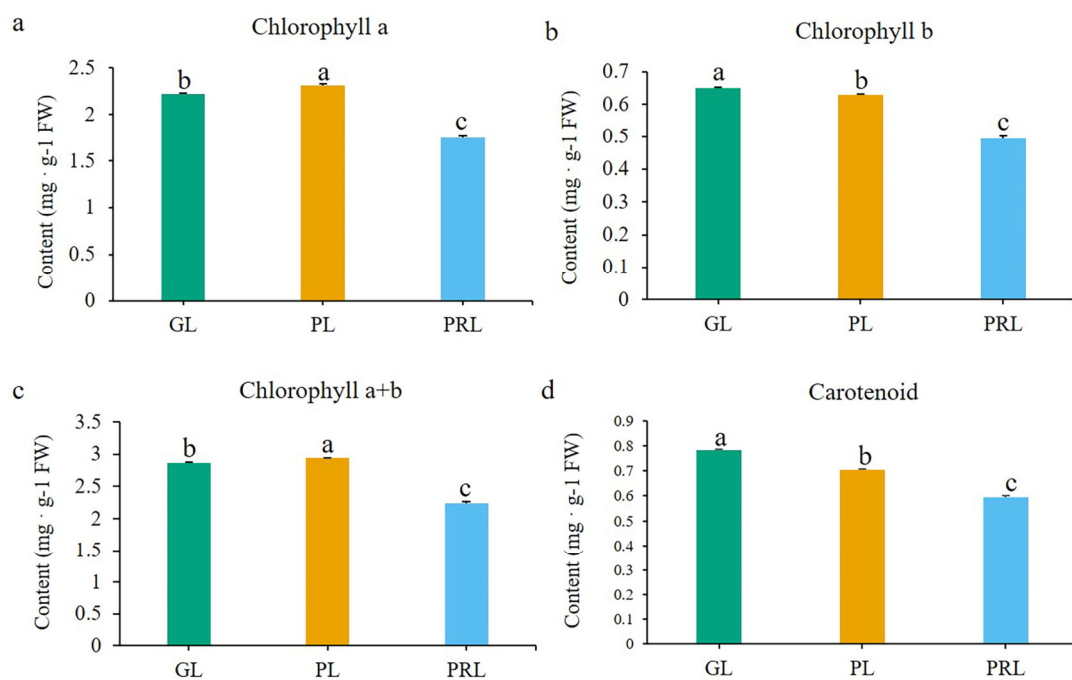 a
Chlorophyll a
Content (mg · g-1 FW)
2.5
2
1.5
1
0.5
0
b
a
c
GL PL PRL
b
Chlorophyll b
Content (mg · g-1 FW)
0.7
0.6
0.5
0.4
0.3
0.2
0.1
0
a
b
c
GL PL PRL
c
Chlorophyll a+b
Content (mg · g-1 FW)
3.5
3
2.5
2
1.5
1
0.5
0
b
a
c
GL PL PRL
d
Carotenoid
Content (mg · g-1 FW)
0.9
0.8
0.7
0.6
0.5
0.4
0.3
0.2
0.1
0
a
b
c
GL PL PRL